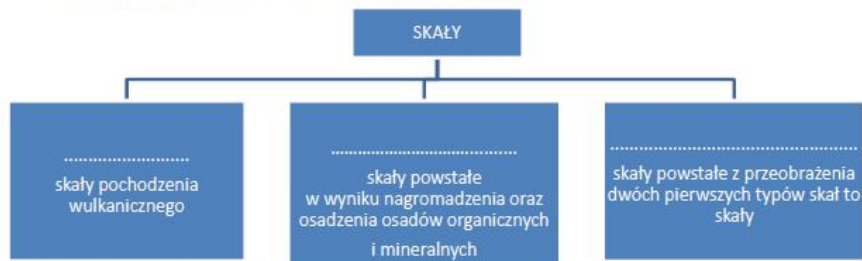 SKAŁY
..............................
skały pochodzenia
wulkanicznego
............................................
skały powstałe
w wyniku nagromadzenia oraz
osadzenia osadów organicznych
i mineralnych
....................................................
skały powstałe z przeobrażenia
dwóch pierwszych typów skał to
skały